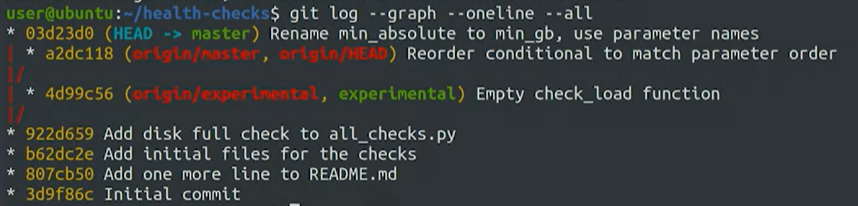 user@ubuntu:~/health-checks$ git log --graph --oneline --all
* 03d23d0 (HEAD -> master) Rename min_absolute to min_gb, use parameter names
| * a2dc118 (origin/master, origin/HEAD) Reorder conditional to match parameter order
|/
| * 4d99c56 (origin/experimental, experimental) Empty check_load function
|/
* 922d659 Add disk full check to all_checks.py
* b62dc2e Add initial files for the checks
* 807cb50 Add one more line to README.md
* 3d9f86c Initial commit